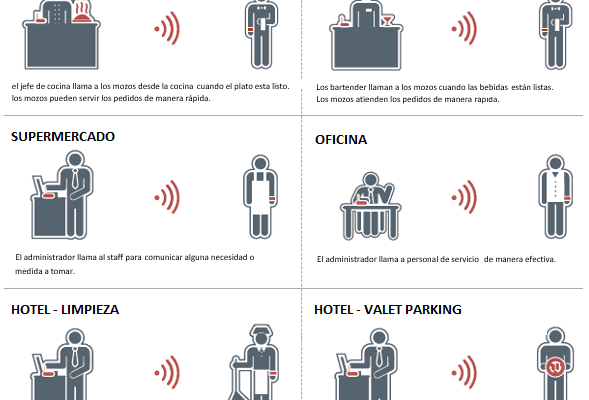 el jefe de cocina llama a los mozos desde la cocina cuando el plato esta listo.
los mozos pueden servir los pedidos de manera rápida.
Los bartender llaman a los mozos cuando las bebidas están listas.
Los mozos atienden los pedidos de manera rapida.
SUPERMERCADO
OFICINA
El administrador llama al staff para comunicar alguna necesidad o
medida a tomar.
El administrador llama a personal de servicio de manera efectiva.
HOTEL - LIMPIEZA
HOTEL - VALET PARKING